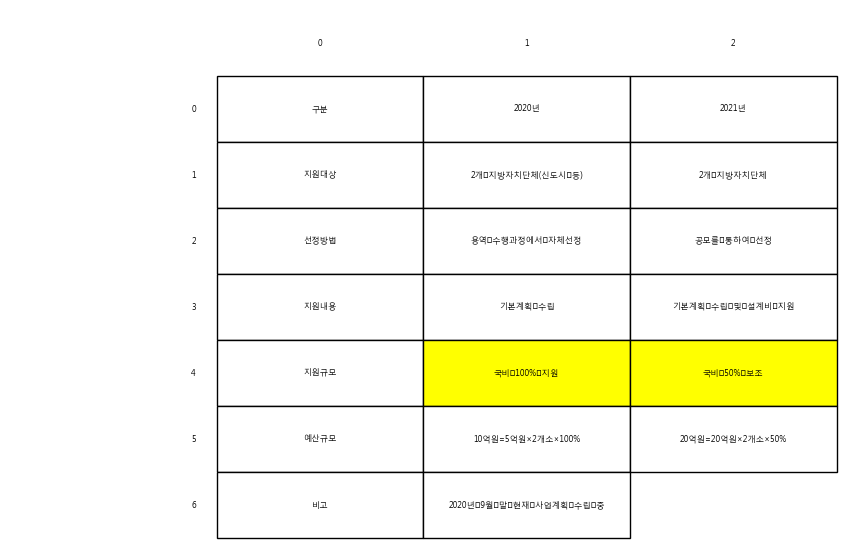 0 1 2
0 구분 2020년 2021년
1 지원대상 2개□지방자치단체(신도시□등) 2개□지방자치단체
2 선정방법 용역□수행과정에서□자체선정 공모를□통하여□선정
3 지원내용 기본계획□수립 기본계획□수립□및□설계비□지원
4 지원규모 국비□100%□지원 국비□50%□보조
5 예산규모 10억원=5억원×2개소×100% 20억원=20억원×2개소×50%
6 비고 2020년□9월□말□현재□사업계획□수립□중